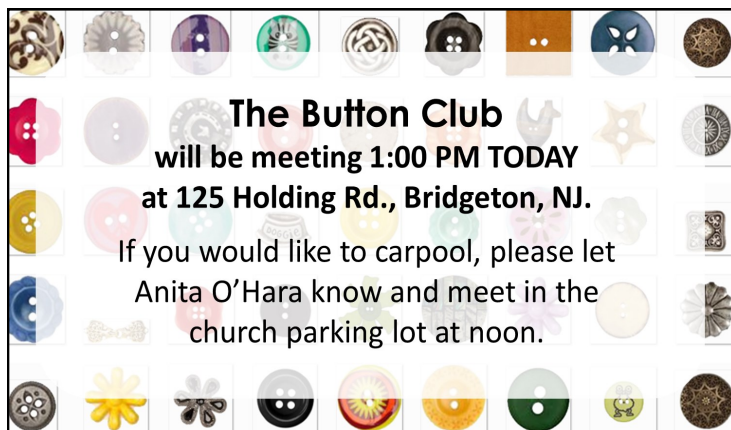 The Button Club
will be meeting 1:00 PM TODAY
at 125 Holding Rd., Bridgeton, NJ.
If you would like to carpool, please let
Anita O’Hara know and meet in the
church parking lot at noon.